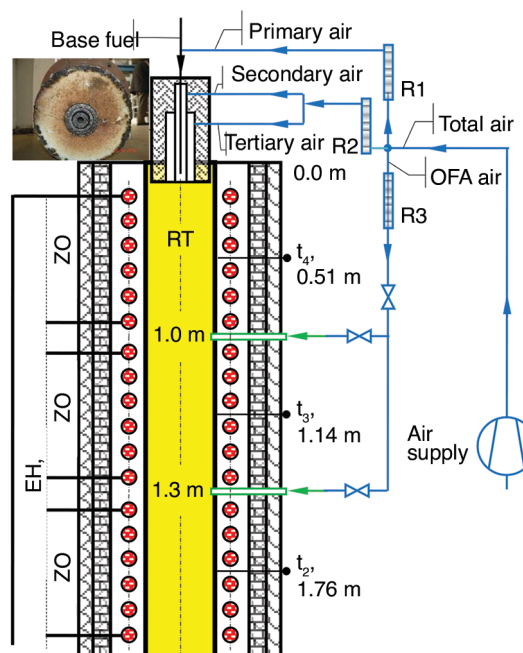 Base fuel
Primary air
Secondary air
R1
Tertiary air
R2
Total air
0.0 m
OFA air
R3
ZO
RT
t4,
0.51 m
1.0 m
ZO
t3,
1.14 m
Air
supply
EH,
1.3 m
ZO
t2,
1.76 m